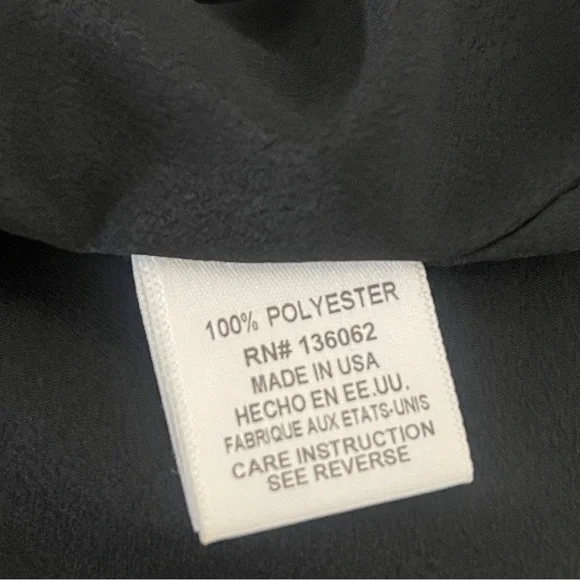 100% POLYESTER
RN# 136062
MADE IN USA
HECHO EN EE.UU.
FABRIQUE AUX ETATS-UNIS
CARE INSTRUCTION
SEE REVERSE